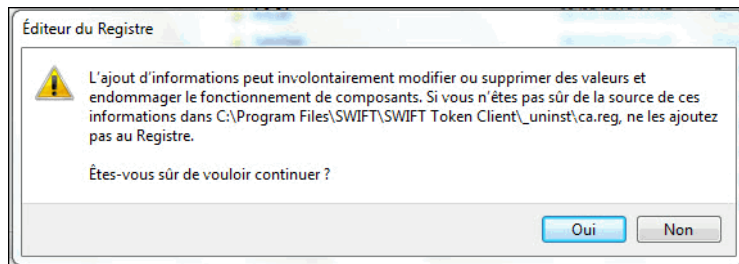 Éditeur du Registre
L'ajout d'informations peut involontairement modifier ou supprimer des valeurs et
endommager le fonctionnement de composants. Si vous n'êtes pas sûr de la source de ces
informations dans C:\Program Files\SWIFT\SWIFT Token Client\_uninst\ca.reg, ne les ajoutez
pas au Registre.
Êtes-vous sûr de vouloir continuer ?
Oui
Non